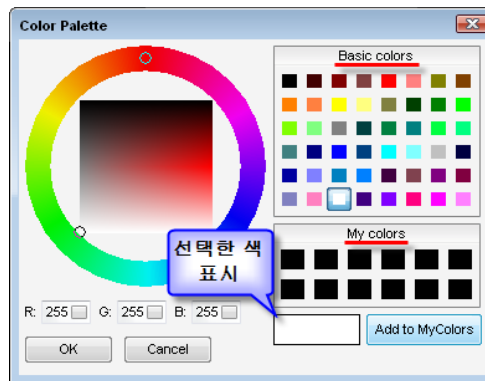 Color Palette
Basic colors
My colors
선택한 색
표시
R: 255 G: 255 B: 255
Add to MyColors
OK
Cancel